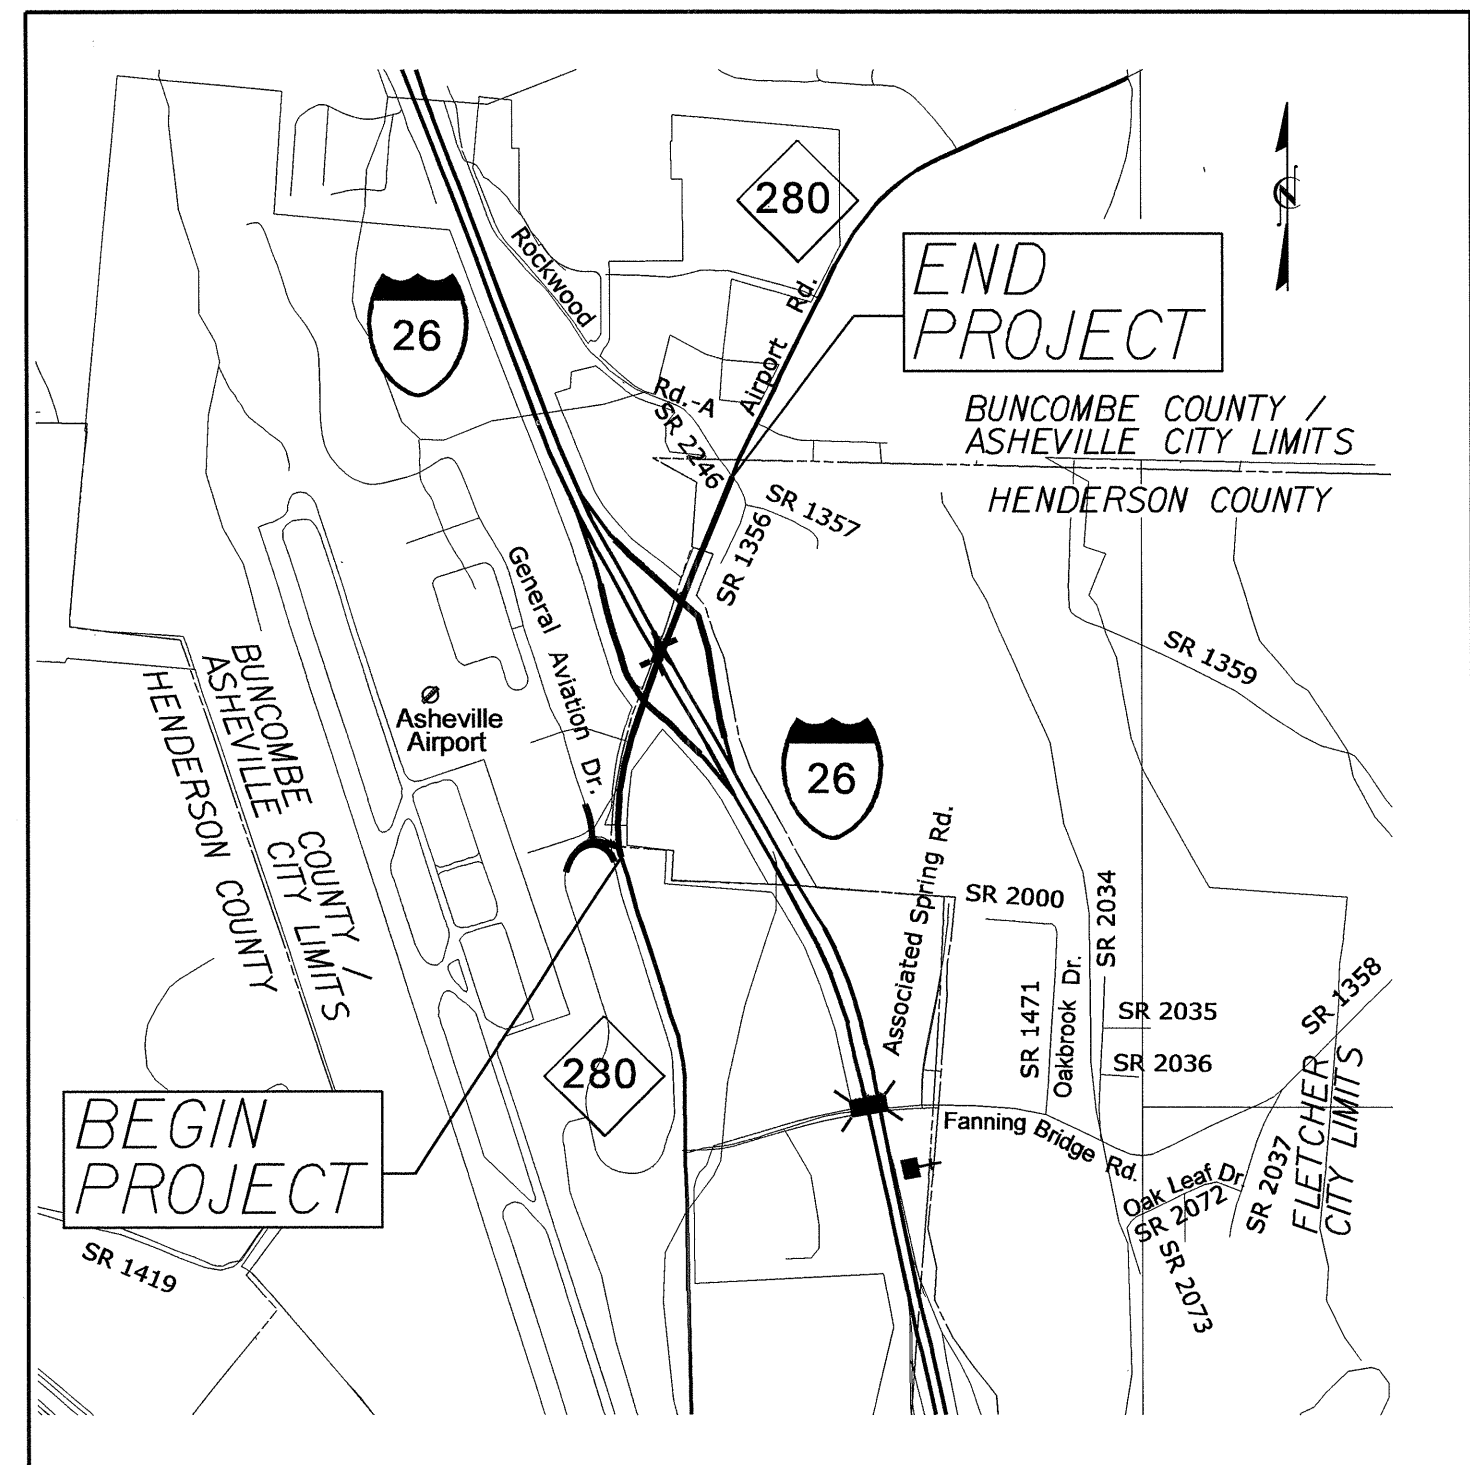 280
END
PROJECT
Rockwood
Rd.-A
26
Airport Rd.
BUNCOMBE COUNTY /
ASHEVILLE CITY LIMITS
HENDERSON COUNTY
SR 2246
SR 1357
SR 1356
General Aviation Dr.
SR 1359
BUNCOMBE COUNTY /
ASHEVILLE CITY LIMITS
HENDERSON COUNTY
Asheville
Airport
26
Associated Spring Rd.
SR 2000
SR 2034
SR 1471
Oakbrook Dr.
SR 2035
SR 2036
SR 1358
280
BEGIN
PROJECT
Fanning Bridge Rd.
Oak Leaf Dr.
SR 2072
SR 2037
FLETCHER
CITY LIMITS
SR 2073
SR 1419